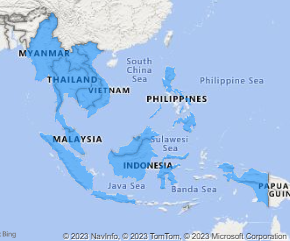 MYANMAR
South
China Sea
THAILAND
Philippine Sea
VIETNAM
PHILIPPINES
MALAYSIA
Sulawesi
Sea
INDONESIA
Java Sea
Banda Sea
PAPUA
GUIN
Bing
© 2023 NavInfo, © 2023 TomTom, © 2023 Microsoft Corporation